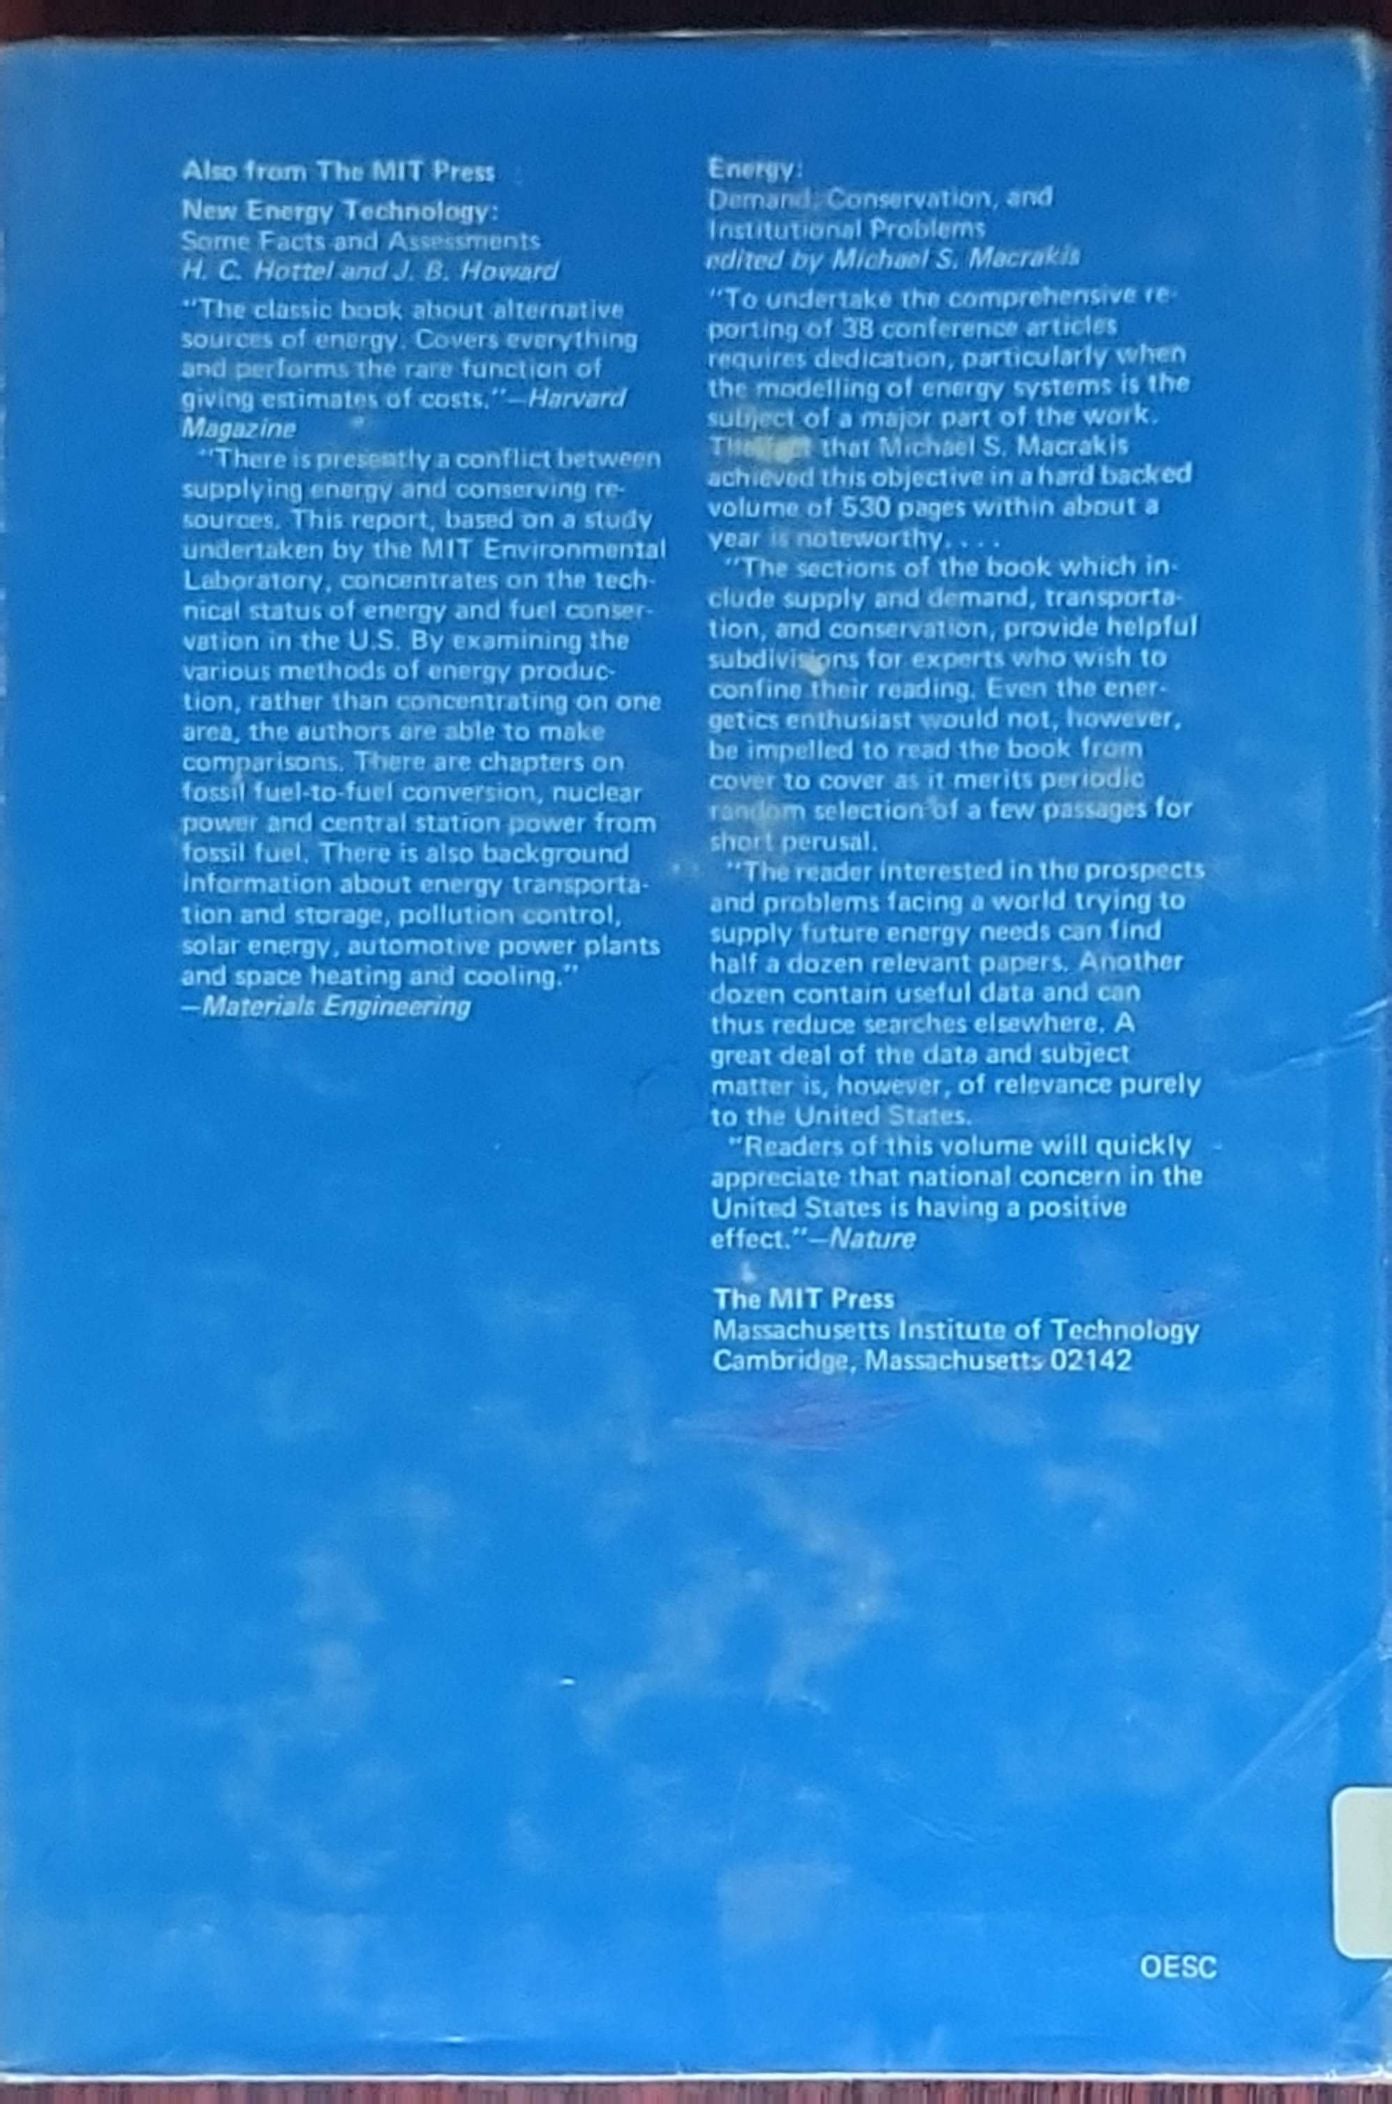 Also from The MIT Press
New Energy Technology:
Some Facts and Assessments
H. C. Hottel and J. B. Howard
"The classic book about alternative
sources of energy. Covers everything
and performs the rare function of
giving estimates of costs."—Harvard
Magazine
"There is presently a conflict between
supplying energy and conserving re-
sources. This report, based on a study
undertaken by the MIT Environmental
Laboratory, concentrates on the tech-
nical status of energy and fuel conser-
vation in the U.S. By examining the
various methods of energy produc-
tion, rather than concentrating on one
area, the authors are able to make
comparisons. There are chapters on
fossil fuel-to-fuel conversion, nuclear
power and central station power from
fossil fuel. There is also background
information about energy transporta-
tion and storage, pollution control,
solar energy, automotive power plants
and space heating and cooling."
—Materials Engineering
Energy:
Demand, Conservation, and
Institutional Problems
edited by Michael S. Macrakis
"To undertake the comprehensive re-
porting of 38 conference articles
requires dedication, particularly when
the modelling of energy systems is the
subject of a major part of the work.
The fact that Michael S. Macrakis
achieved this objective in a hard backed
volume of 530 pages within about a
year is noteworthy. . . .
"The sections of the book which in-
clude supply and demand, transporta-
tion, and conservation, provide helpful
subdivisions for experts who wish to
confine their reading. Even the ener-
getics enthusiast would not, however,
be impelled to read the book from
cover to cover as it merits periodic
random selection of a few passages for
short perusal.
"The reader interested in the prospects
and problems facing a world trying to
supply future energy needs can find
half a dozen relevant papers. Another
dozen contain useful data and can
thus reduce searches elsewhere. A
great deal of the data and subject
matter is, however, of relevance purely
to the United States.
"Readers of this volume will quickly
appreciate that national concern in the
United States is having a positive
effect."—Nature
The MIT Press
Massachusetts Institute of Technology
Cambridge, Massachusetts 02142
OESC